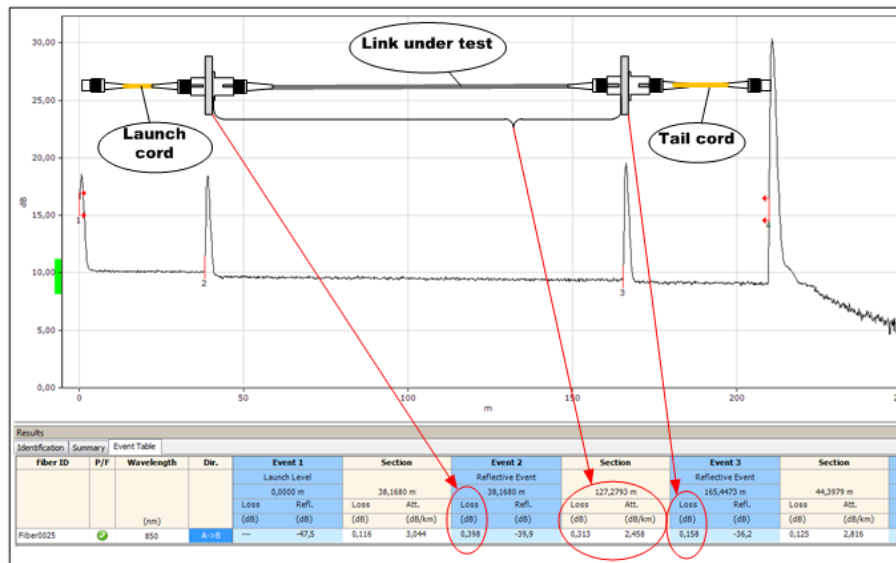 30,00
Link under test
25,00
Launch
cord
Tail cord
20,00
dB
15,00
1
4
10,00
2
3
5,00
0,00
0
50
100
150
200
m
Results
Identification Summary Event Table
Fiber ID P/F Wavelength Dir. Event 1 Section Event 2 Section Event 3 Section
Launch Level Reflective Event Reflective Event
0,0000 m 38,1680 m 38,1680 m 127,2793 m 165,4473 m 44,3979 m
Loss Refl. Loss Att. Loss Refl. Loss Att. Loss Refl. Loss Att.
(nm) (dB) (dB) (dB) (dB/km) (dB) (dB) (dB) (dB/km) (dB) (dB) (dB) (dB/km)
Fiber0025 850 A->B --- -47,5 0,116 3,044 0,398 -39,9 0,313 2,458 0,158 -36,2 0,125 2,816